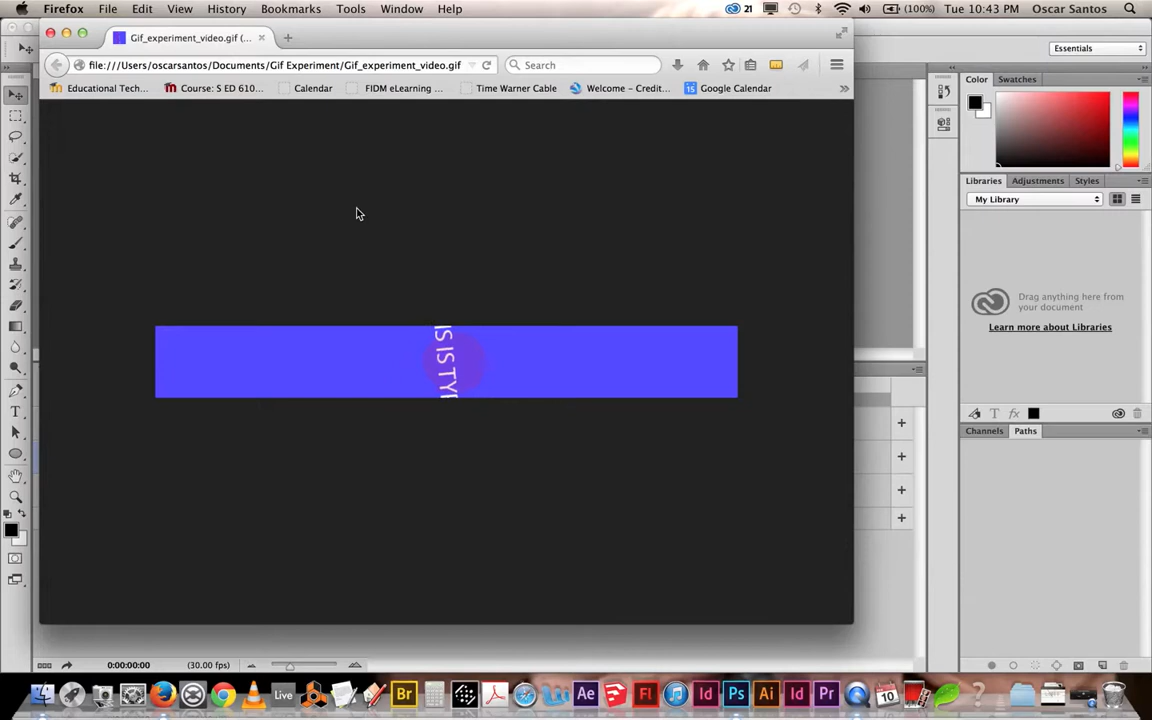 Firefox File Edit View History Bookmarks Tools Window Help 21 (100%) Tue 10:43 PM Oscar Santos
Gif_experiment_video.gif (...
file:///Users/oscarsantos/Documents/Gif Experiment/Gif_experiment_video.gif Search
Essentials
Educational Tech... Course: S ED 610... Calendar FIDM eLearning ... Time Warner Cable Welcome – Credit... 15 Google Calendar
Color Swatches
Libraries Adjustments Styles
My Library
Drag anything here from
your document
Learn more about Libraries
IS IS TY
fx
Channels Paths
0:00:00:00 (30.00 fps)
Live Br Ae Fl Id Ps Ai Id Pr 10